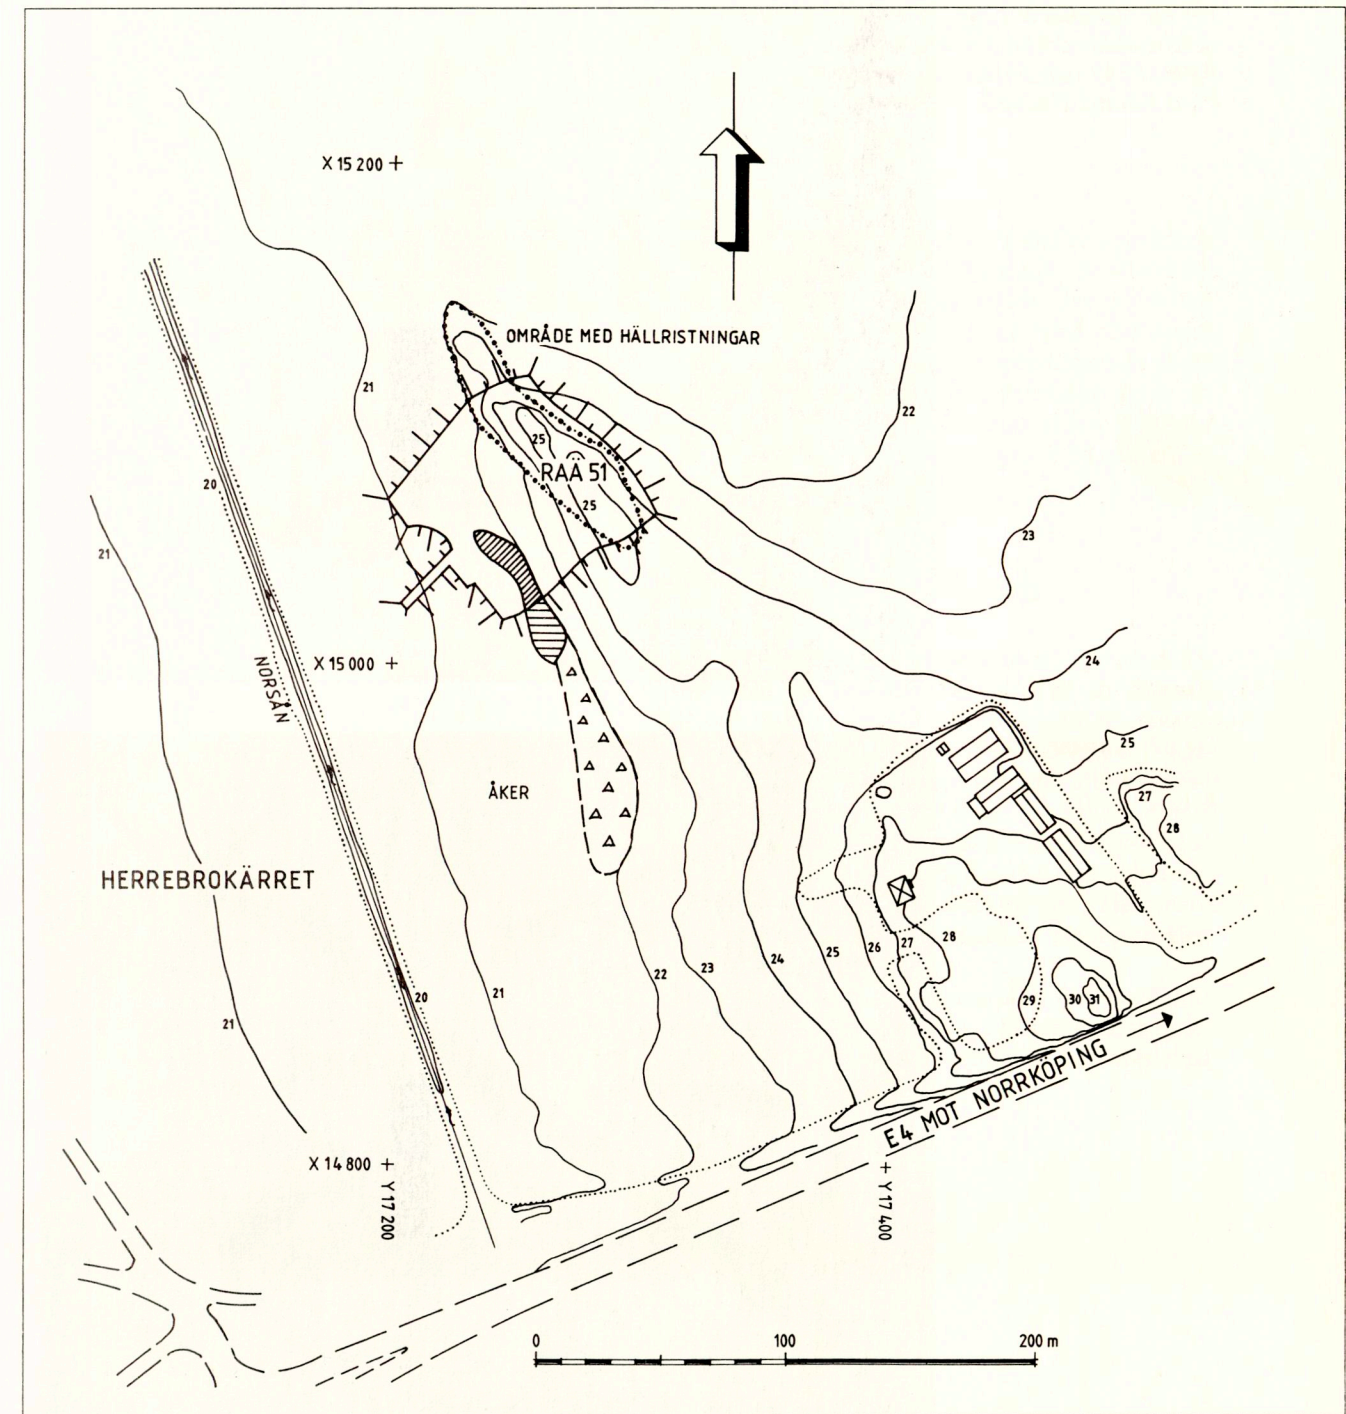 X 15 200
OMRÅDE MED HÄLLRISTNINGAR
21
22
25
RAÄ 51
20
25
23
21
X 15 000
24
NORSÅN
25
27
ÅKER
28
HERREBROKÄRRET
26
27
28
25
24
23
22
21
20
29
30
31
21
E4 MOT NORRKÖPING
X 14 800
Y 17 200
Y 17 400
0
100
200 m